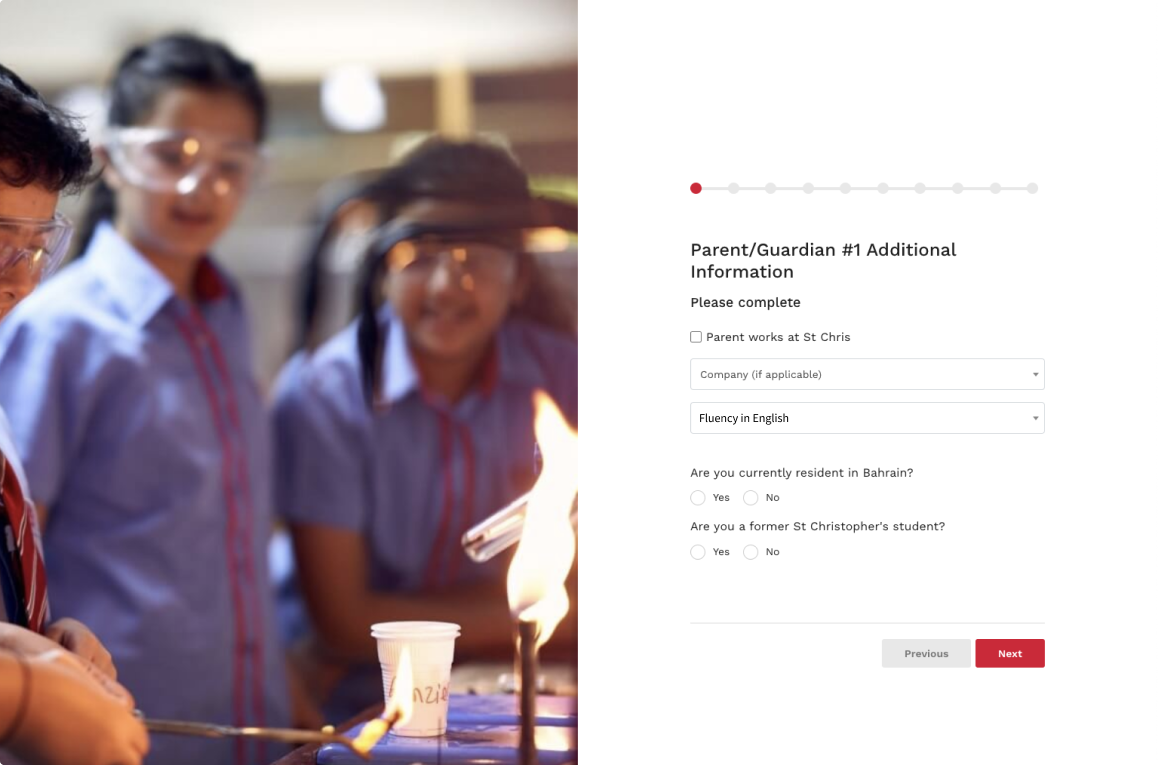 Parent/Guardian #1 Additional
Information
Please complete
Parent works at St Chris
Company (if applicable)
Fluency in English
Are you currently resident in Bahrain?
Yes No
Are you a former St Christopher's student?
Yes No
Previous Next